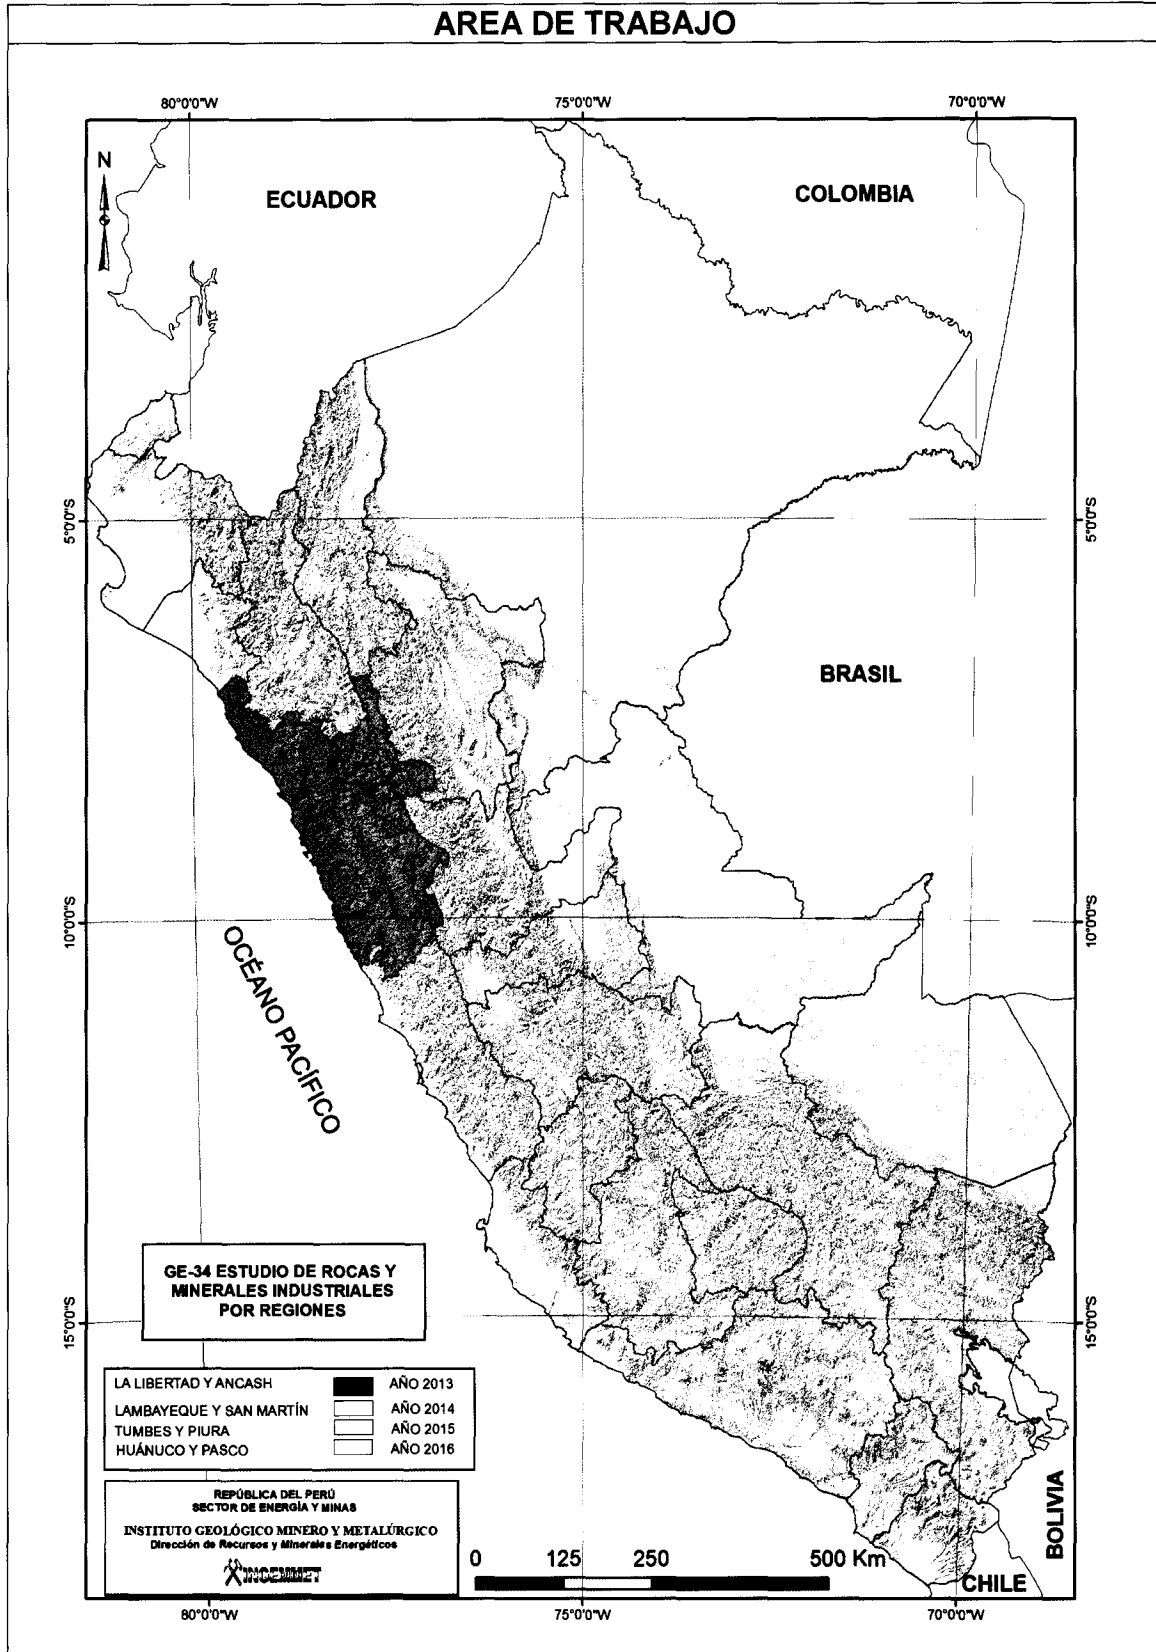 AREA DE TRABAJO
80°0'0"W
75°0'0"W
70°0'0"W
N
ECUADOR
COLOMBIA
5°0'0"S
5°0'0"S
BRASIL
10°0'0"S
10°0'0"S
OCÉANO PACÍFICO
GE-34 ESTUDIO DE ROCAS Y
MINERALES INDUSTRIALES
POR REGIONES
15°0'0"S
15°0'0"S
LA LIBERTAD Y ANCASH AÑO 2013
LAMBAYEQUE Y SAN MARTÍN AÑO 2014
TUMBES Y PIURA AÑO 2015
HUÁNUCO Y PASCO AÑO 2016
REPÚBLICA DEL PERÚ
SECTOR DE ENERGÍA Y MINAS
INSTITUTO GEOLÓGICO MINERO Y METALÚRGICO
Dirección de Recursos y Minerales Energéticos
INGEMMET
0 125 250 500 Km
BOLIVIA
CHILE
80°0'0"W
75°0'0"W
70°0'0"W